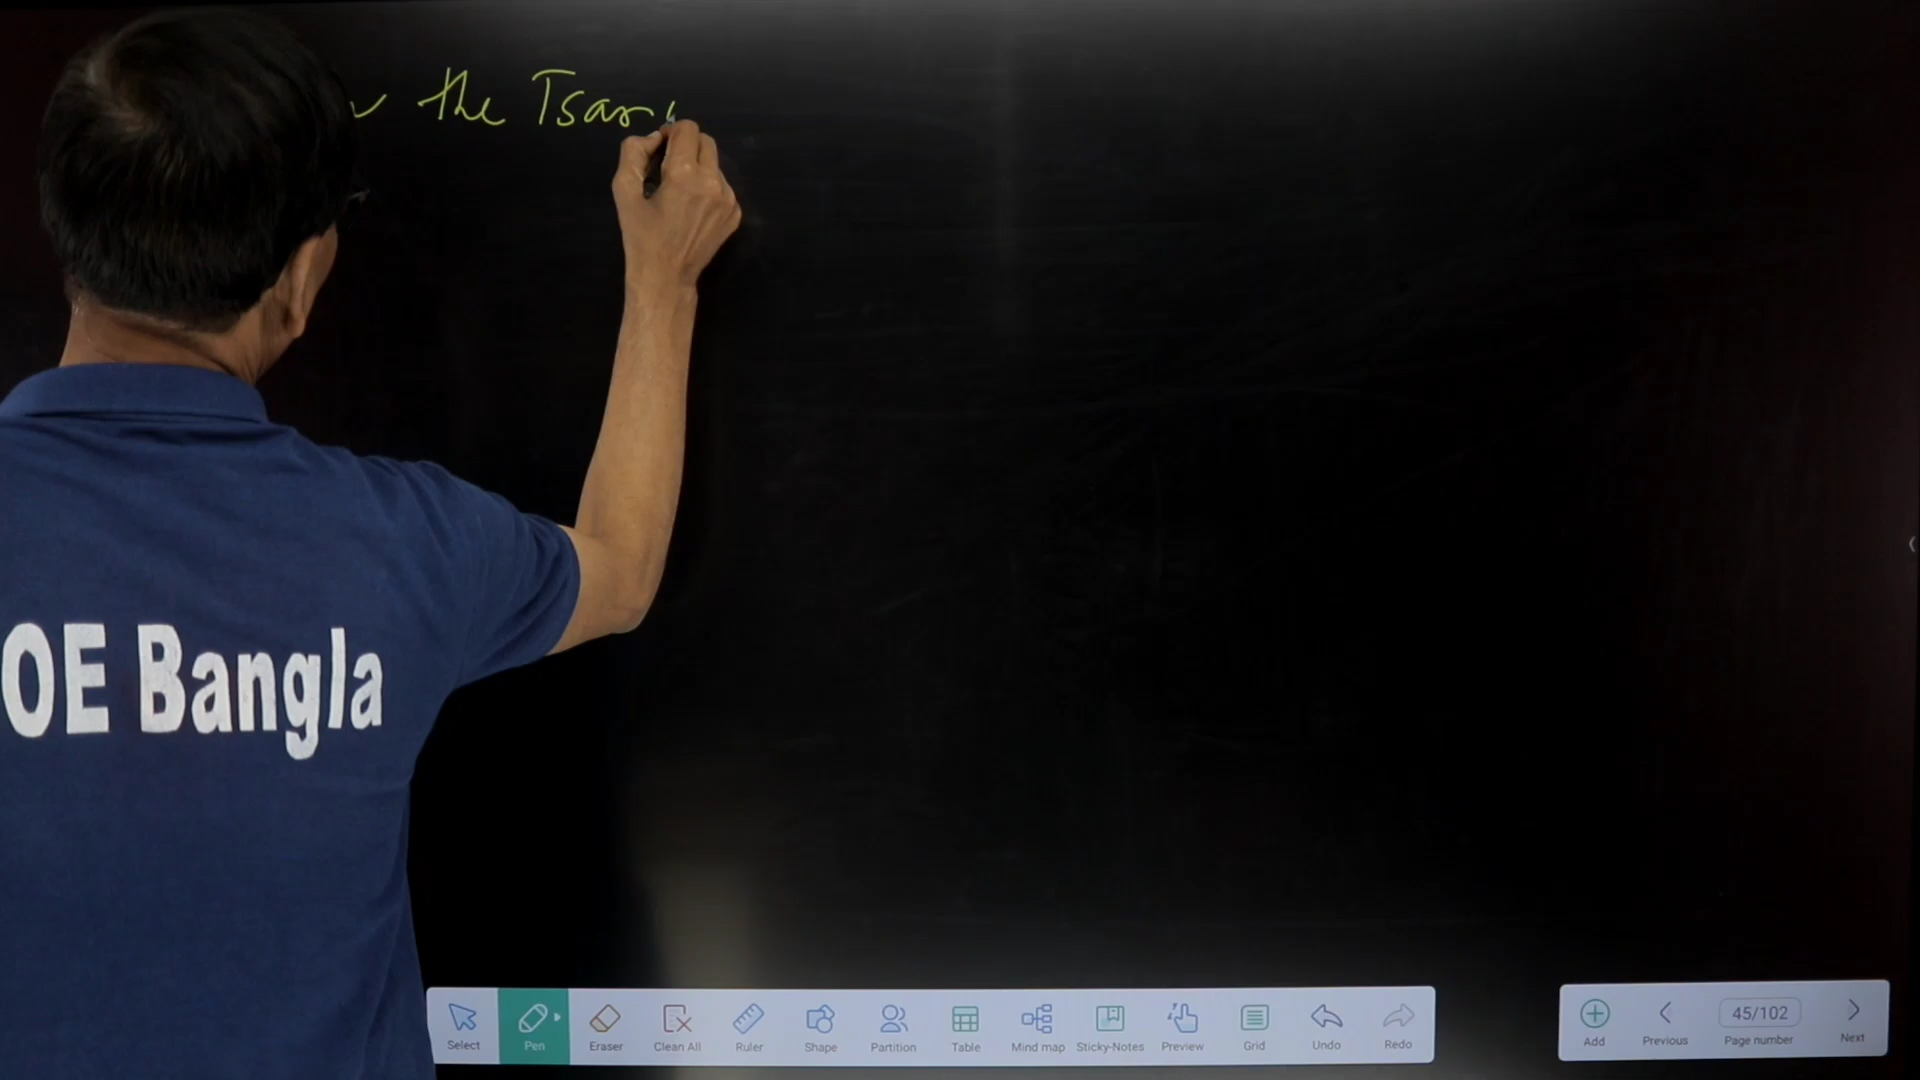 the Tsar
OE Bangla
Select Pen Eraser Clean All Ruler Shape Partition Table Mind map Sticky-Notes Preview Grid Undo Redo
Add Previous 45/102 Page number Next